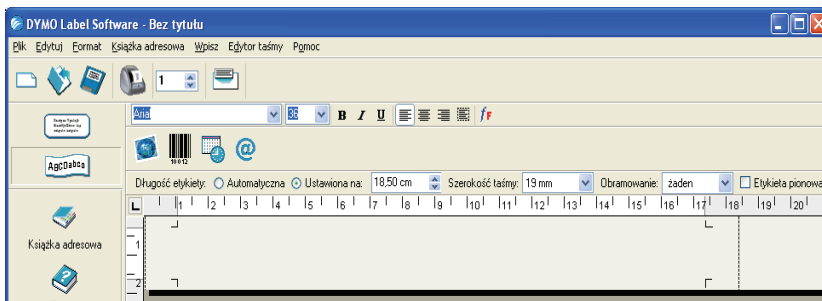 DYMO Label Software - Bez tytułu
Plik Edytuj Format Książka adresowa Wpisz Edytor taśmy Pomoc
1
Arial 36 B I U fF
ABCDabcd
10012 @
Długość etykiety: Automatyczna Ustawiona na: 18,50 cm Szerokość taśmy: 19 mm Obramowanie: żaden Etykieta pionowa
1 2 3 4 5 6 7 8 9 10 11 12 13 14 15 16 17 18 19 20
Książka adresowa
1
2